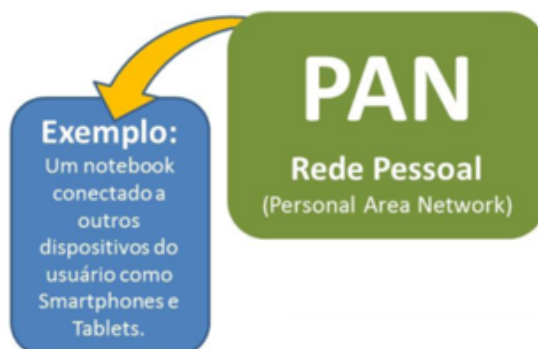 PAN
Rede Pessoal
(Personal Area Network)
Exemplo:
Um notebook
conectado a
outros
dispositivos do
usuário como
Smartphones e
Tablets.